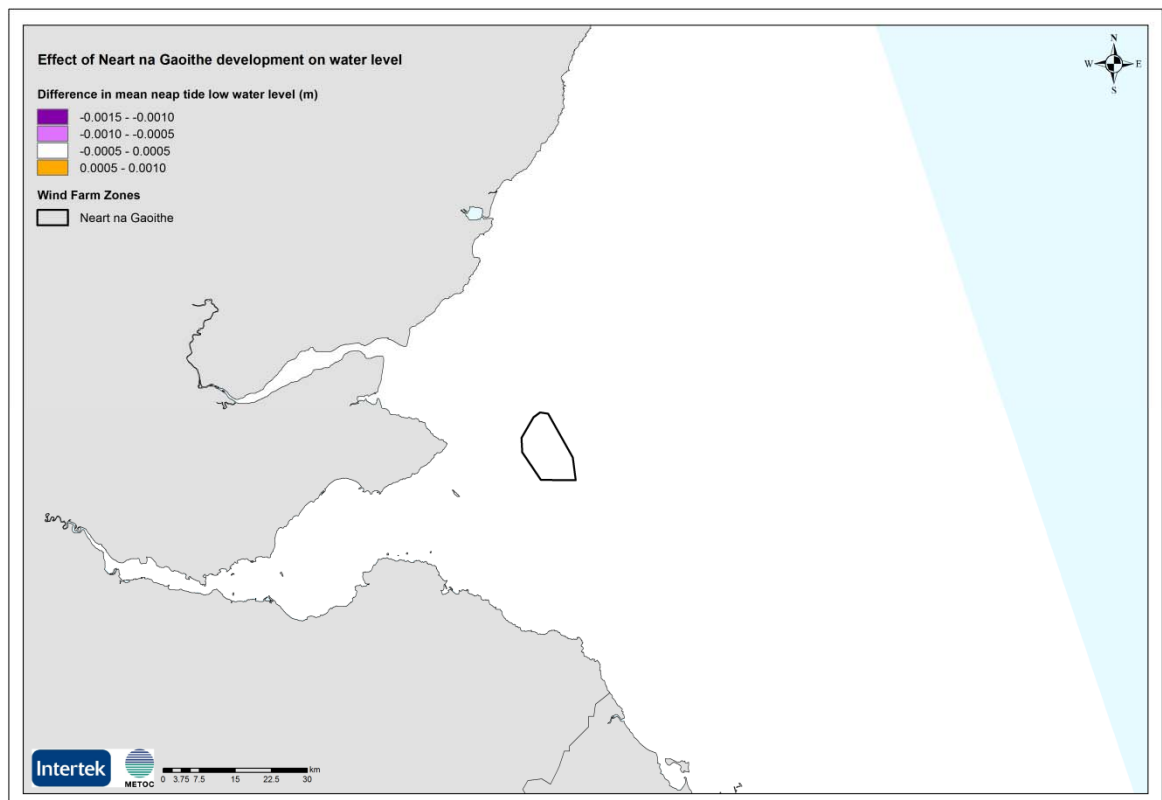 Effect of Neart na Gaoithe development on water level
Difference in mean neap tide low water level (m)
-0.0015 - -0.0010
-0.0010 - -0.0005
-0.0005 - 0.0005
0.0005 - 0.0010
Wind Farm Zones
Neart na Gaoithe
N
W E
S
Intertek
METOC
km
0 3.75 7.5 15 22.5 30